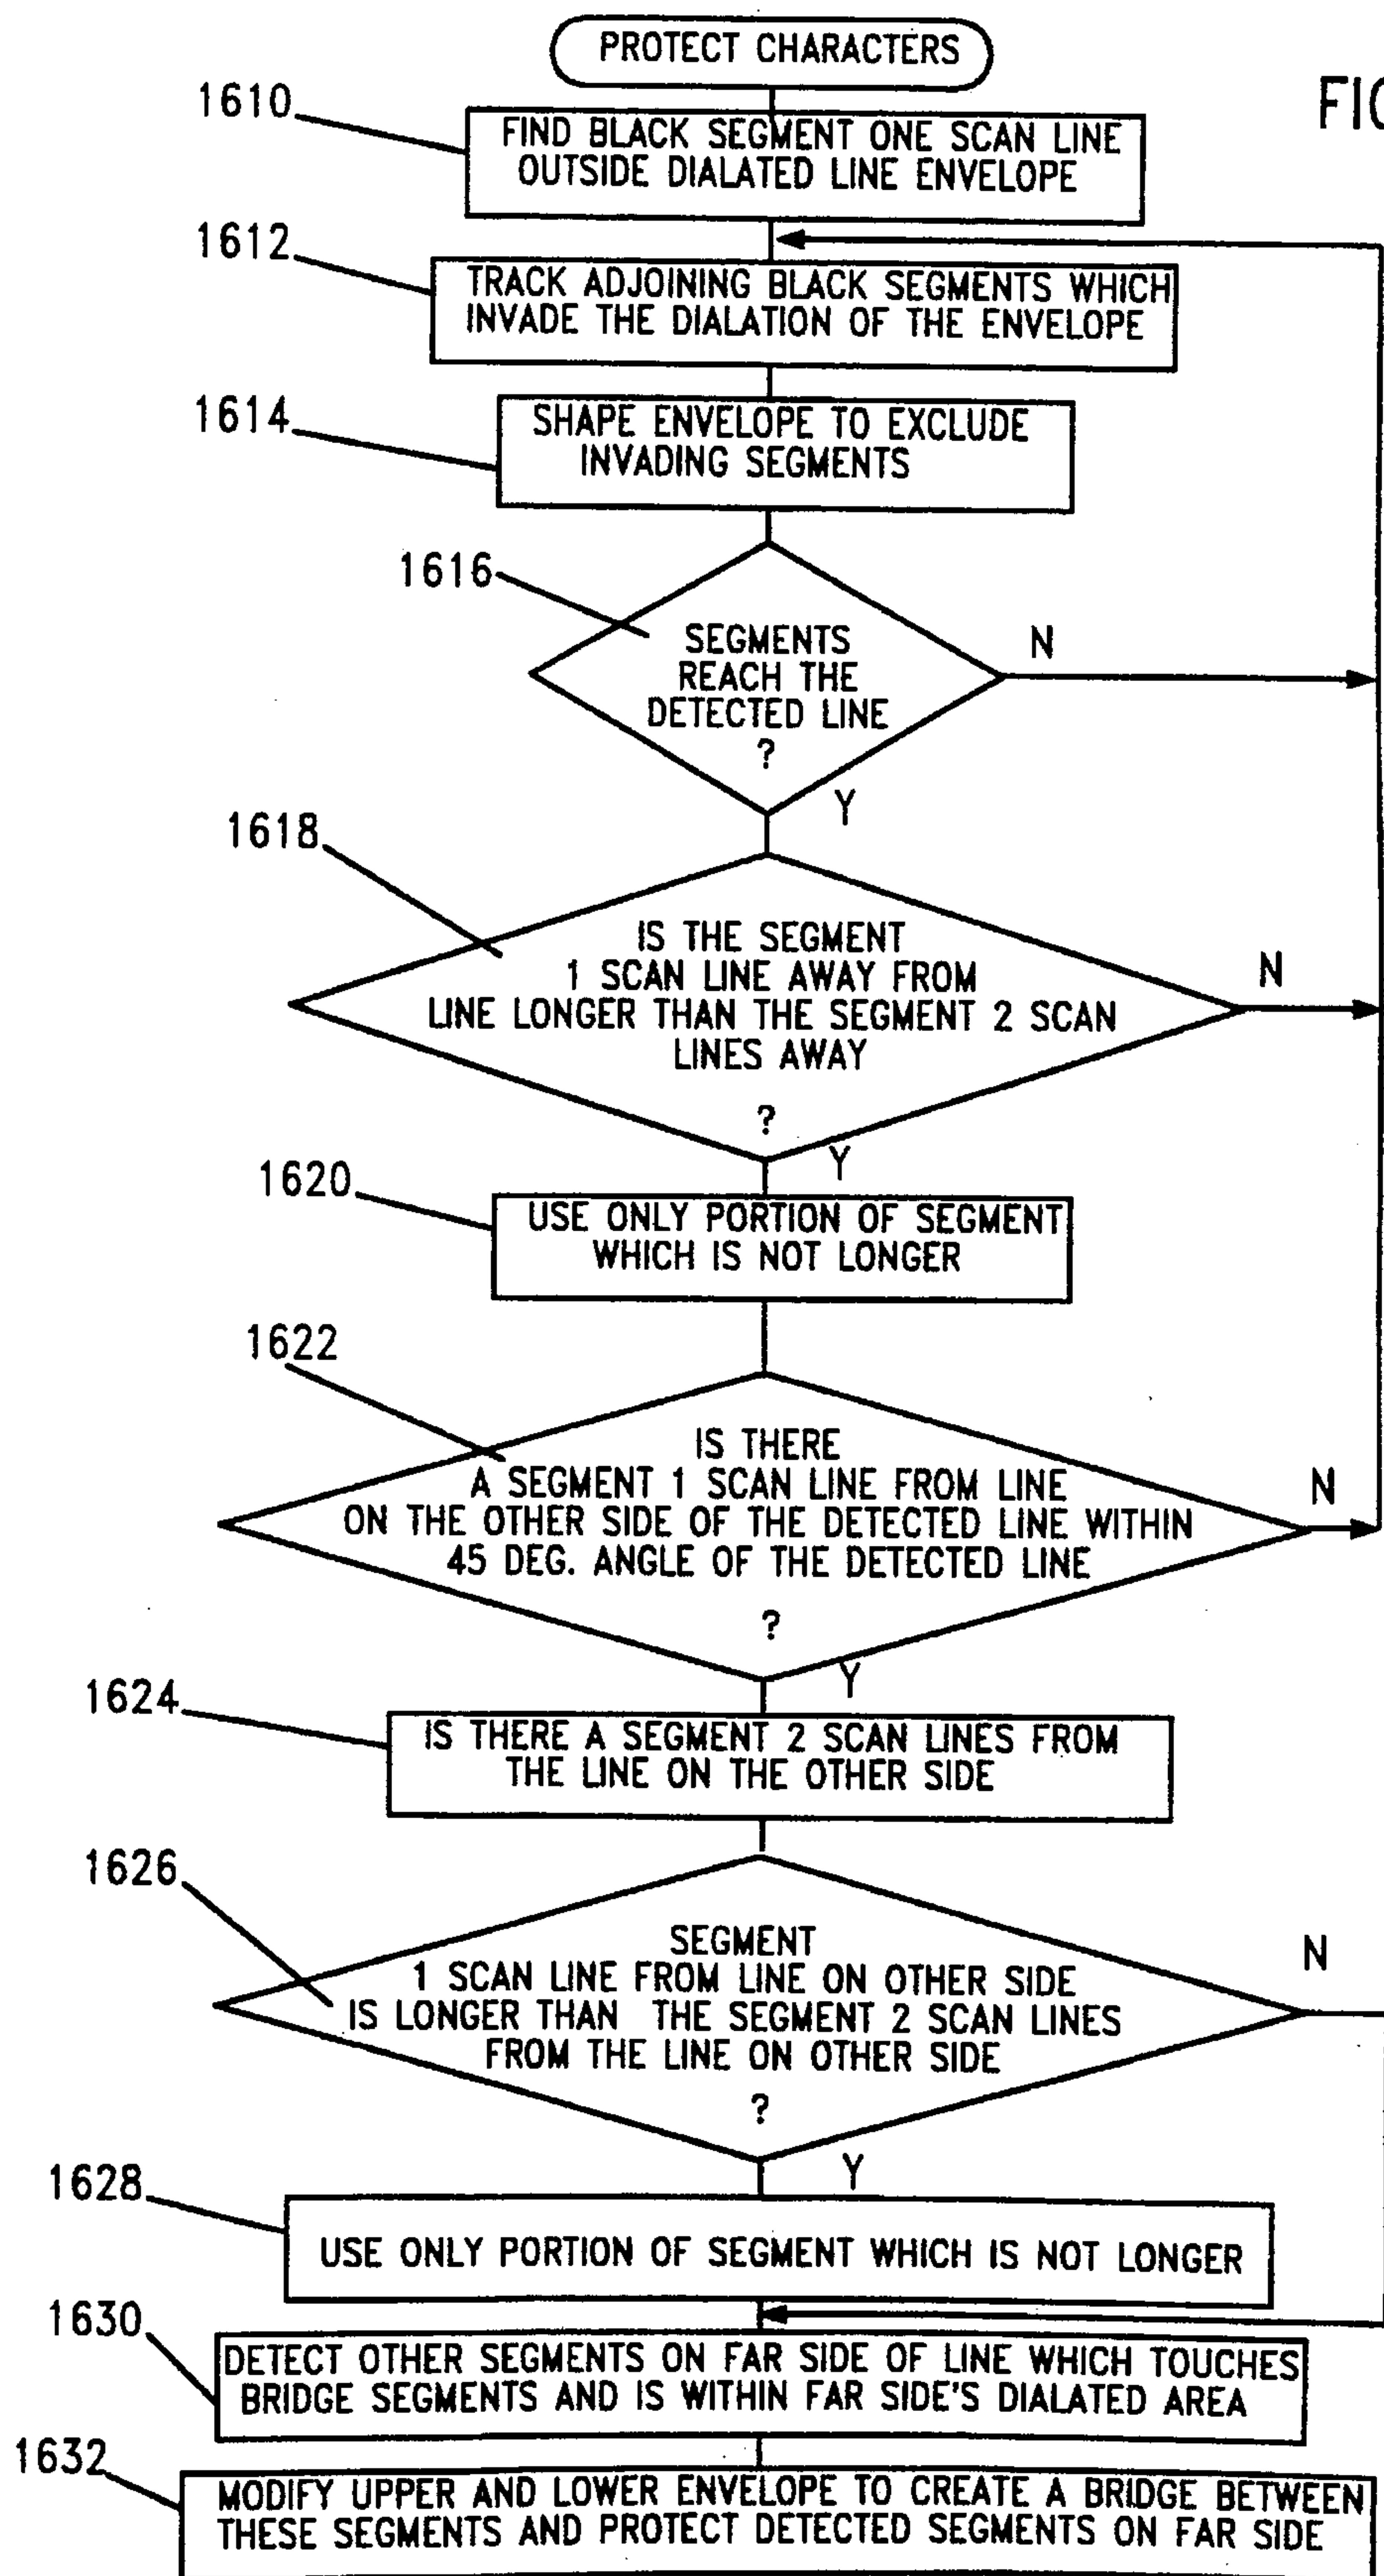 PROTECT CHARACTERS
FIG
1610
FIND BLACK SEGMENT ONE SCAN LINE
OUTSIDE DIALATED LINE ENVELOPE
1612
TRACK ADJOINING BLACK SEGMENTS WHICH
INVADE THE DIALATION OF THE ENVELOPE
1614
SHAPE ENVELOPE TO EXCLUDE
INVADING SEGMENTS
1616
SEGMENTS
REACH THE
DETECTED LINE
?
N
Y
1618
IS THE SEGMENT
1 SCAN LINE AWAY FROM
LINE LONGER THAN THE SEGMENT 2 SCAN
LINES AWAY
?
N
Y
1620
USE ONLY PORTION OF SEGMENT
WHICH IS NOT LONGER
1622
IS THERE
A SEGMENT 1 SCAN LINE FROM LINE
ON THE OTHER SIDE OF THE DETECTED LINE WITHIN
45 DEG. ANGLE OF THE DETECTED LINE
?
N
Y
1624
IS THERE A SEGMENT 2 SCAN LINES FROM
THE LINE ON THE OTHER SIDE
1626
SEGMENT
1 SCAN LINE FROM LINE ON OTHER SIDE
IS LONGER THAN THE SEGMENT 2 SCAN LINES
FROM THE LINE ON OTHER SIDE
?
N
Y
1628
USE ONLY PORTION OF SEGMENT WHICH IS NOT LONGER
1630
DETECT OTHER SEGMENTS ON FAR SIDE OF LINE WHICH TOUCHES
BRIDGE SEGMENTS AND IS WITHIN FAR SIDE'S DIALATED AREA
1632
MODIFY UPPER AND LOWER ENVELOPE TO CREATE A BRIDGE BETWEEN
THESE SEGMENTS AND PROTECT DETECTED SEGMENTS ON FAR SIDE